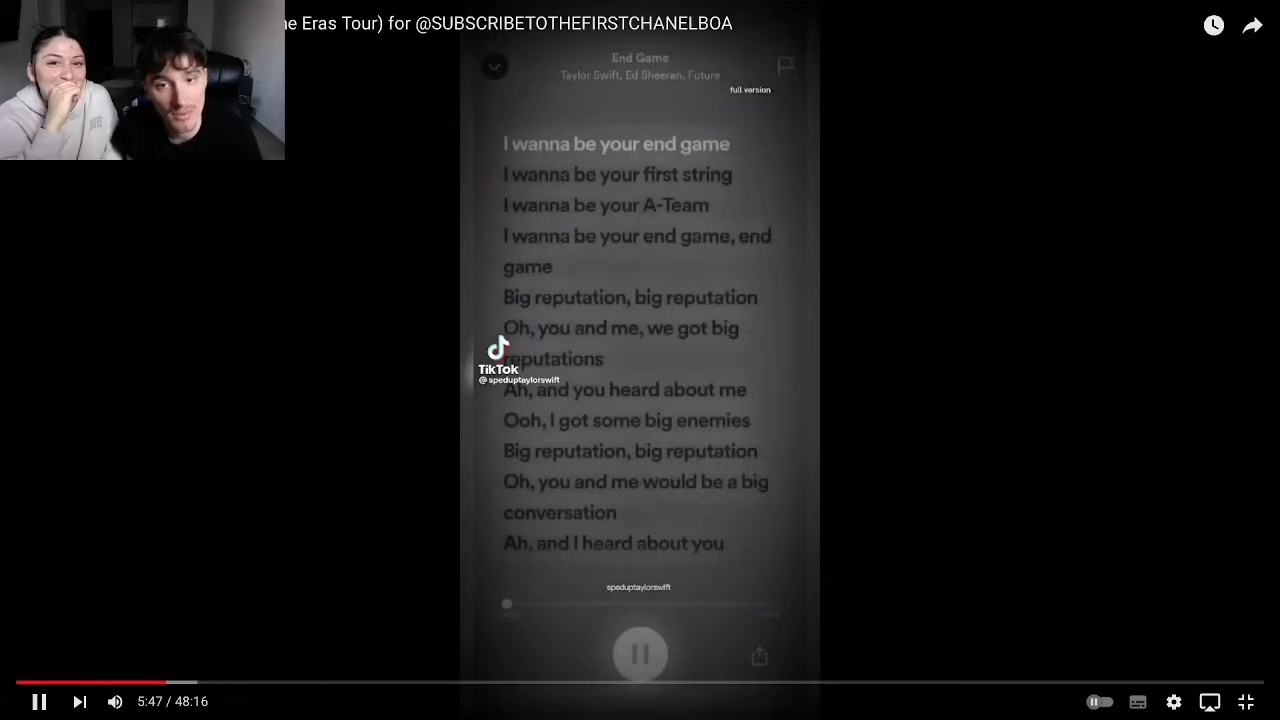 ne Eras Tour) for @SUBSCRIBETOTHEFIRSTCHANELBOA
End Game
Taylor Swift, Ed Sheeran, Future
full version
I wanna be your end game
I wanna be your first string
I wanna be your A-Team
I wanna be your end game, end
game
Big reputation, big reputation
Oh, you and me, we got big
reputations
TikTok
@speduptaylorswift
Ah, and you heard about me
Ooh, I got some big enemies
Big reputation, big reputation
Oh, you and me would be a big
conversation
Ah, and I heard about you
speduptaylorswift
5:47 / 48:16